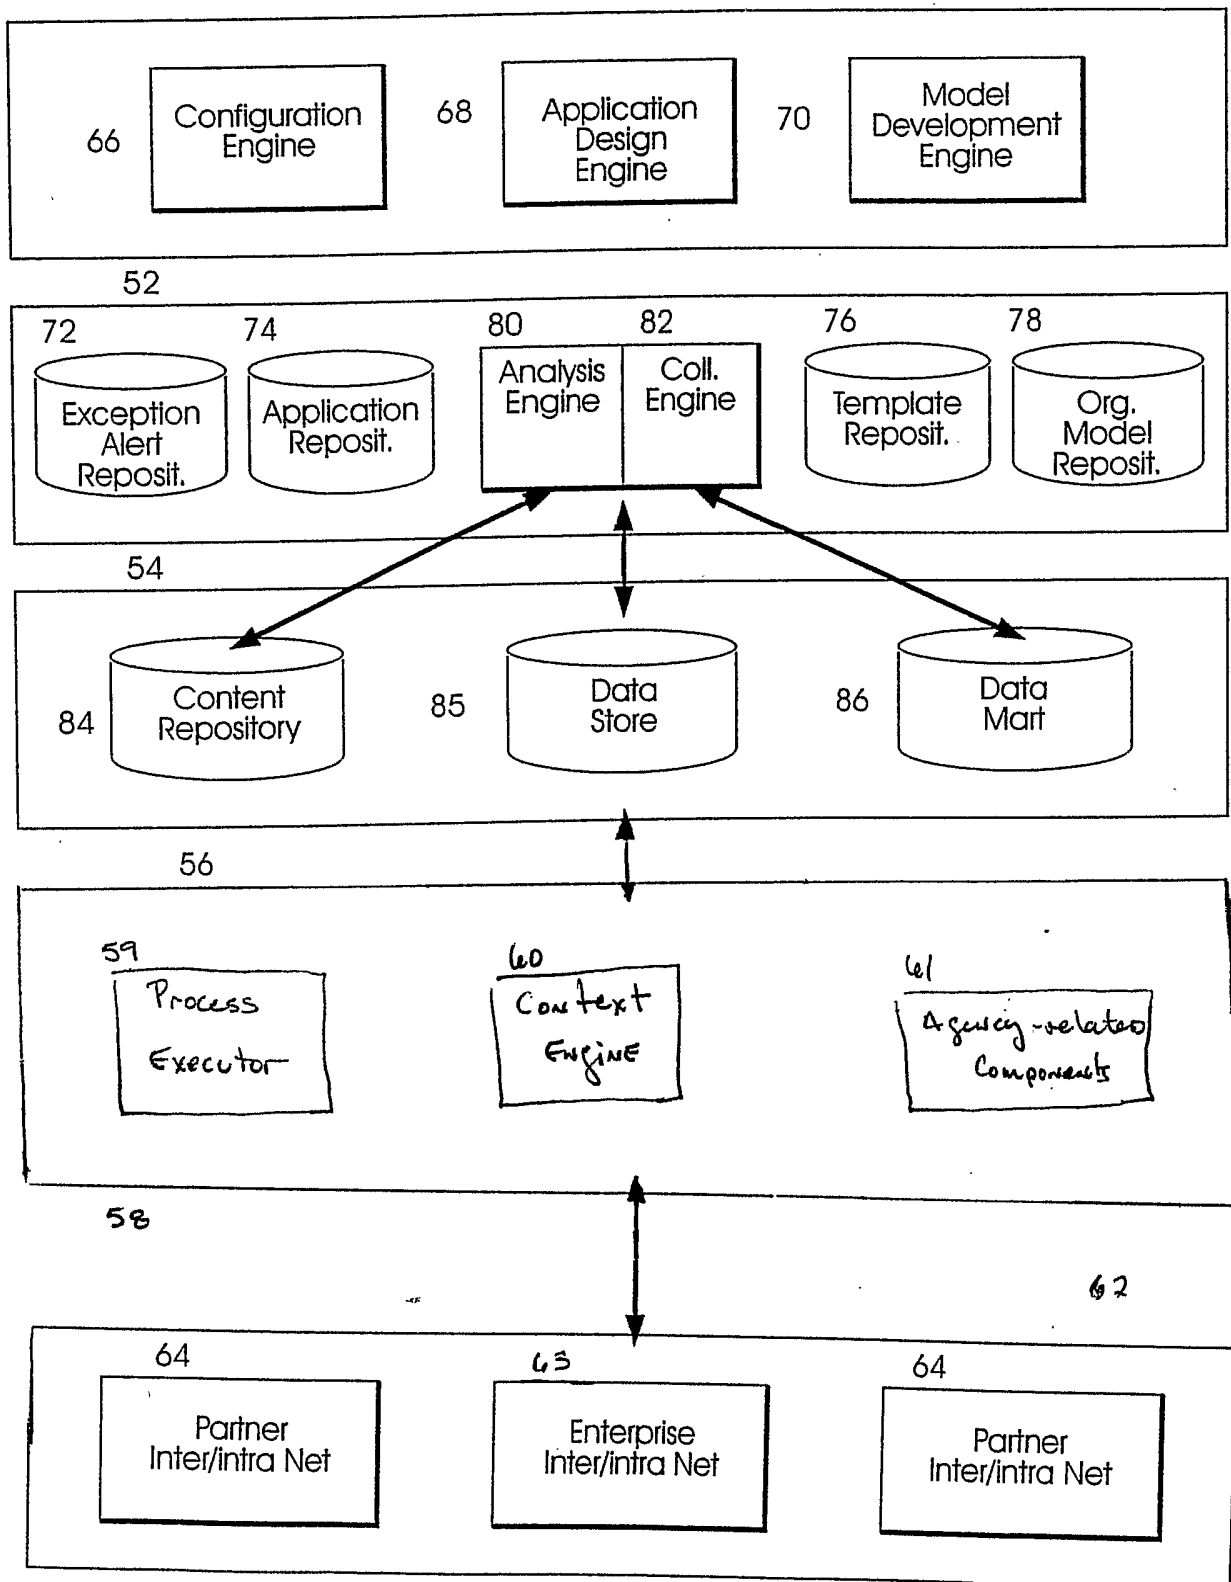 66
Configuration
Engine
68
Application
Design
Engine
70
Model
Development
Engine
52
72
Exception
Alert
Reposit.
74
Application
Reposit.
80
Analysis
Engine
82
Coll.
Engine
76
Template
Reposit.
78
Org.
Model
Reposit.
54
84
Content
Repository
85
Data
Store
86
Data
Mart
56
59
Process
Executor
60
Context
Engine
61
Agency-related
Components
58
62
64
Partner
Inter/intra Net
63
Enterprise
Inter/intra Net
64
Partner
Inter/intra Net